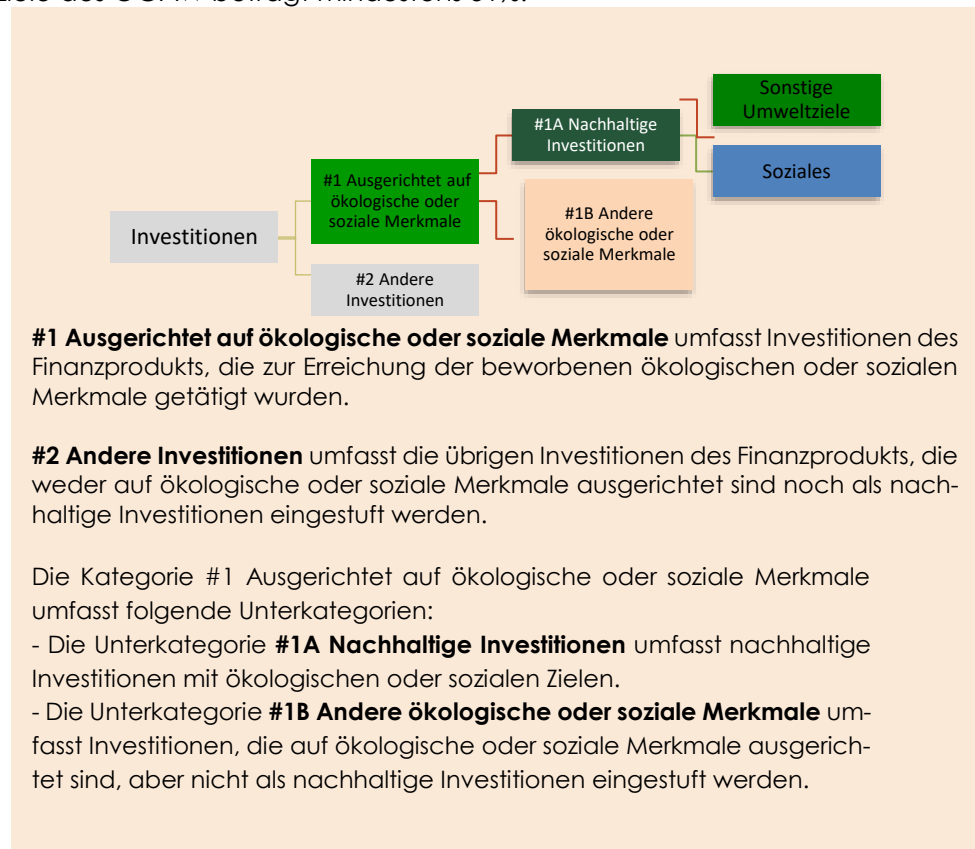 des OGAW beträgt mindestens 51%.
Sonstige
Umweltziele
#1A Nachhaltige
Investitionen
Soziales
#1 Ausgerichtet auf
ökologische oder
soziale Merkmale
#1B Andere
ökologische oder
soziale Merkmale
Investitionen
#2 Andere
Investitionen
#1 Ausgerichtet auf ökologische oder soziale Merkmale umfasst Investitionen des
Finanzprodukts, die zur Erreichung der beworbenen ökologischen oder sozialen
Merkmale getätigt wurden.
#2 Andere Investitionen umfasst die übrigen Investitionen des Finanzprodukts, die
weder auf ökologische oder soziale Merkmale ausgerichtet sind noch als nach-
haltige Investitionen eingestuft werden.
Die Kategorie #1 Ausgerichtet auf ökologische oder soziale Merkmale
umfasst folgende Unterkategorien:
- Die Unterkategorie #1A Nachhaltige Investitionen umfasst nachhaltige
Investitionen mit ökologischen oder sozialen Zielen.
- Die Unterkategorie #1B Andere ökologische oder soziale Merkmale um-
fasst Investitionen, die auf ökologische oder soziale Merkmale ausgerich-
tet sind, aber nicht als nachhaltige Investitionen eingestuft werden.